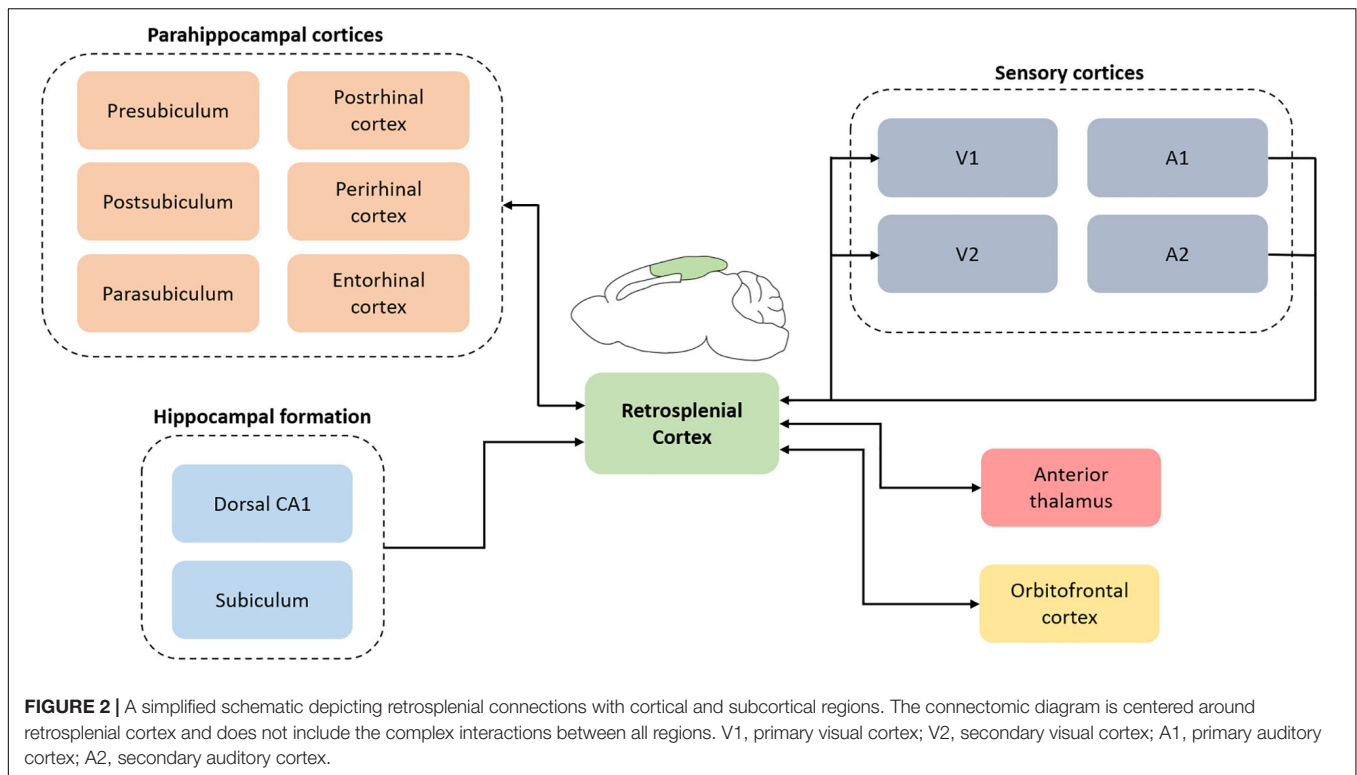 Parahippocampal cortices
Presubiculum
Postrhinal
cortex
Postsubiculum
Perirhinal
cortex
Parasubiculum
Entorhinal
cortex
Sensory cortices
V1
A1
V2
A2
Hippocampal formation
Dorsal CA1
Subiculum
Retrosplenial
Cortex
Anterior
thalamus
Orbitofrontal
cortex
FIGURE 2 | A simplified schematic depicting retrosplenial connections with cortical and subcortical regions. The connectomic diagram is centered around
retrosplenial cortex and does not include the complex interactions between all regions. V1, primary visual cortex; V2, secondary visual cortex; A1, primary auditory
cortex; A2, secondary auditory cortex.